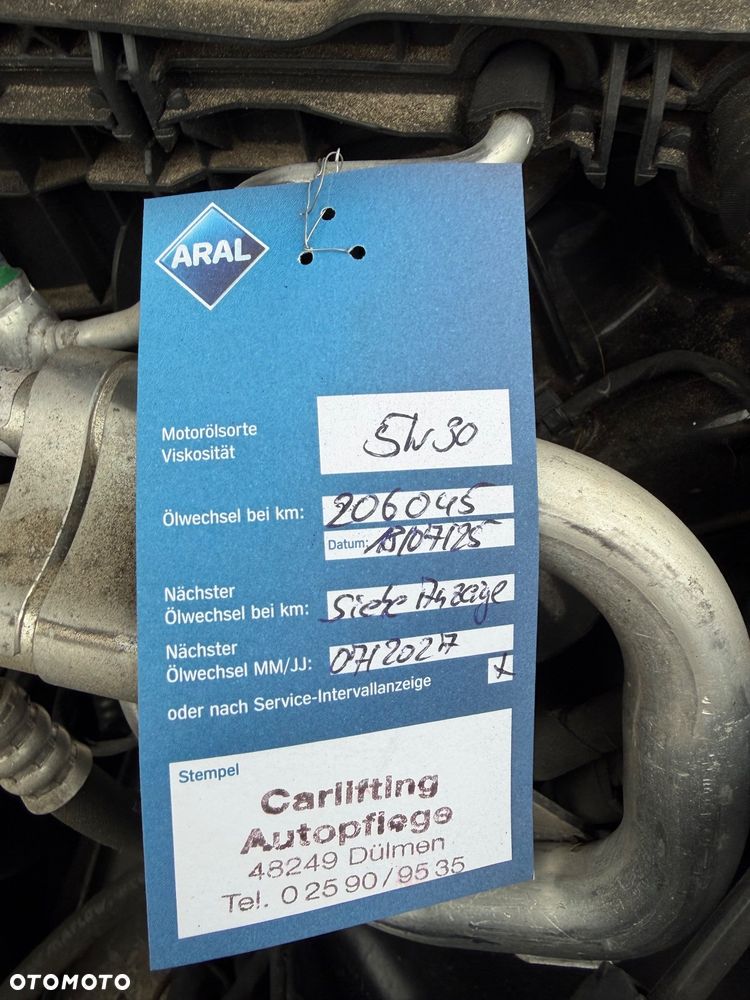 ARAL
Motorölsorte
Viskosität
5W30
Ölwechsel bei km: 206045
Datum: 18/07/25
Nächster
Ölwechsel bei km: siehe Anzeige
Nächster
Ölwechsel MM/JJ: 07/2027
oder nach Service-Intervallanzeige x
Stempel
Carlifting
Autopflege
48249 Dülmen
Tel. 0 25 90 / 95 35
OTOMOTO